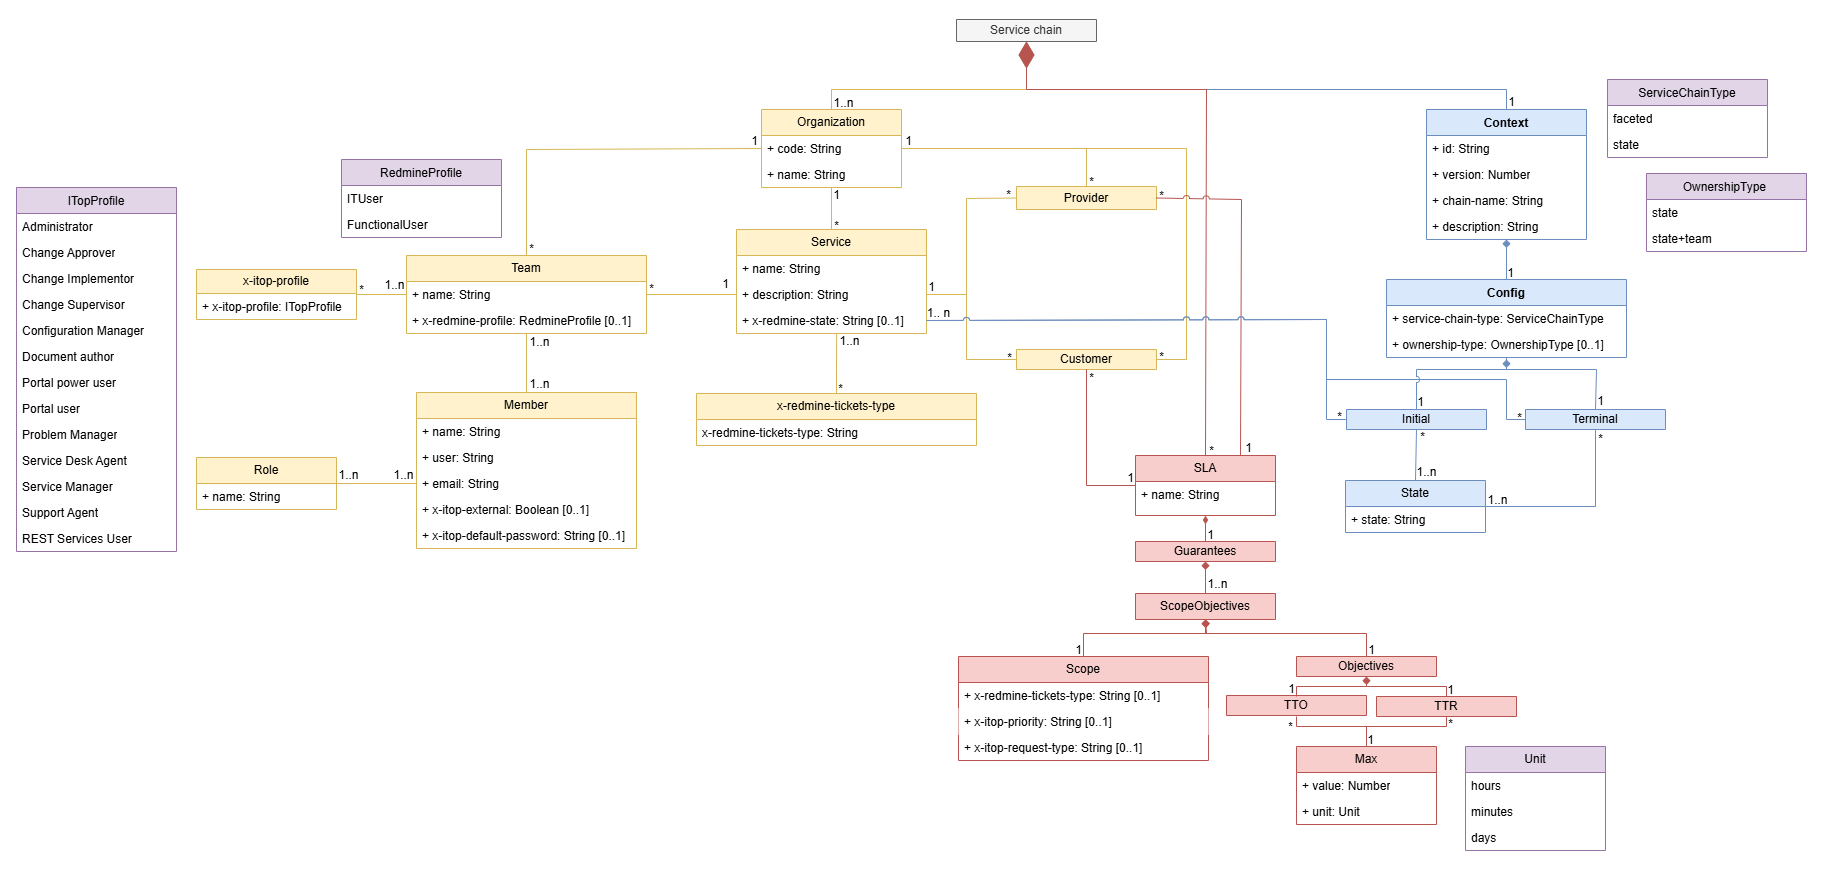 Service chain
1..n
1
Organization
+ code: String
+ name: String
1
1
1
*
Context
+ id: String
+ version: Number
+ chain-name: String
+ description: String
1
ServiceChainType
faceted
state
OwnershipType
state
state+team
RedmineProfile
ITUser
FunctionalUser
ITopProfile
Administrator
Change Approver
Change Implementor
Change Supervisor
Configuration Manager
Document author
Portal power user
Portal user
Problem Manager
Service Desk Agent
Service Manager
Support Agent
REST Services User
*
Provider
*
*
*
Service
+ name: String
+ description: String
+ x-redmine-state: String [0..1]
1
1
1.. n
1..n
*
Team
+ name: String
+ x-redmine-profile: RedmineProfile [0..1]
*
1..n
1..n
x-itop-profile
+ x-itop-profile: ITopProfile
*
Config
+ service-chain-type: ServiceChainType
+ ownership-type: OwnershipType [0..1]
*
Customer
*
*
1
1
*
Initial
*
Terminal
*
*
1..n
*
x-redmine-tickets-type
x-redmine-tickets-type: String
Member
+ name: String
+ user: String
+ email: String
+ x-itop-external: Boolean [0..1]
+ x-itop-default-password: String [0..1]
Role
+ name: String
1..n
1..n
*
1
1
SLA
+ name: String
1..n
State
+ state: String
1..n
1
Guarantees
1..n
ScopeObjectives
1
Scope
+ x-redmine-tickets-type: String [0..1]
+ x-itop-priority: String [0..1]
+ x-itop-request-type: String [0..1]
1
Objectives
1
1
TTO
TTR
*
*
1
Max
+ value: Number
+ unit: Unit
Unit
hours
minutes
days